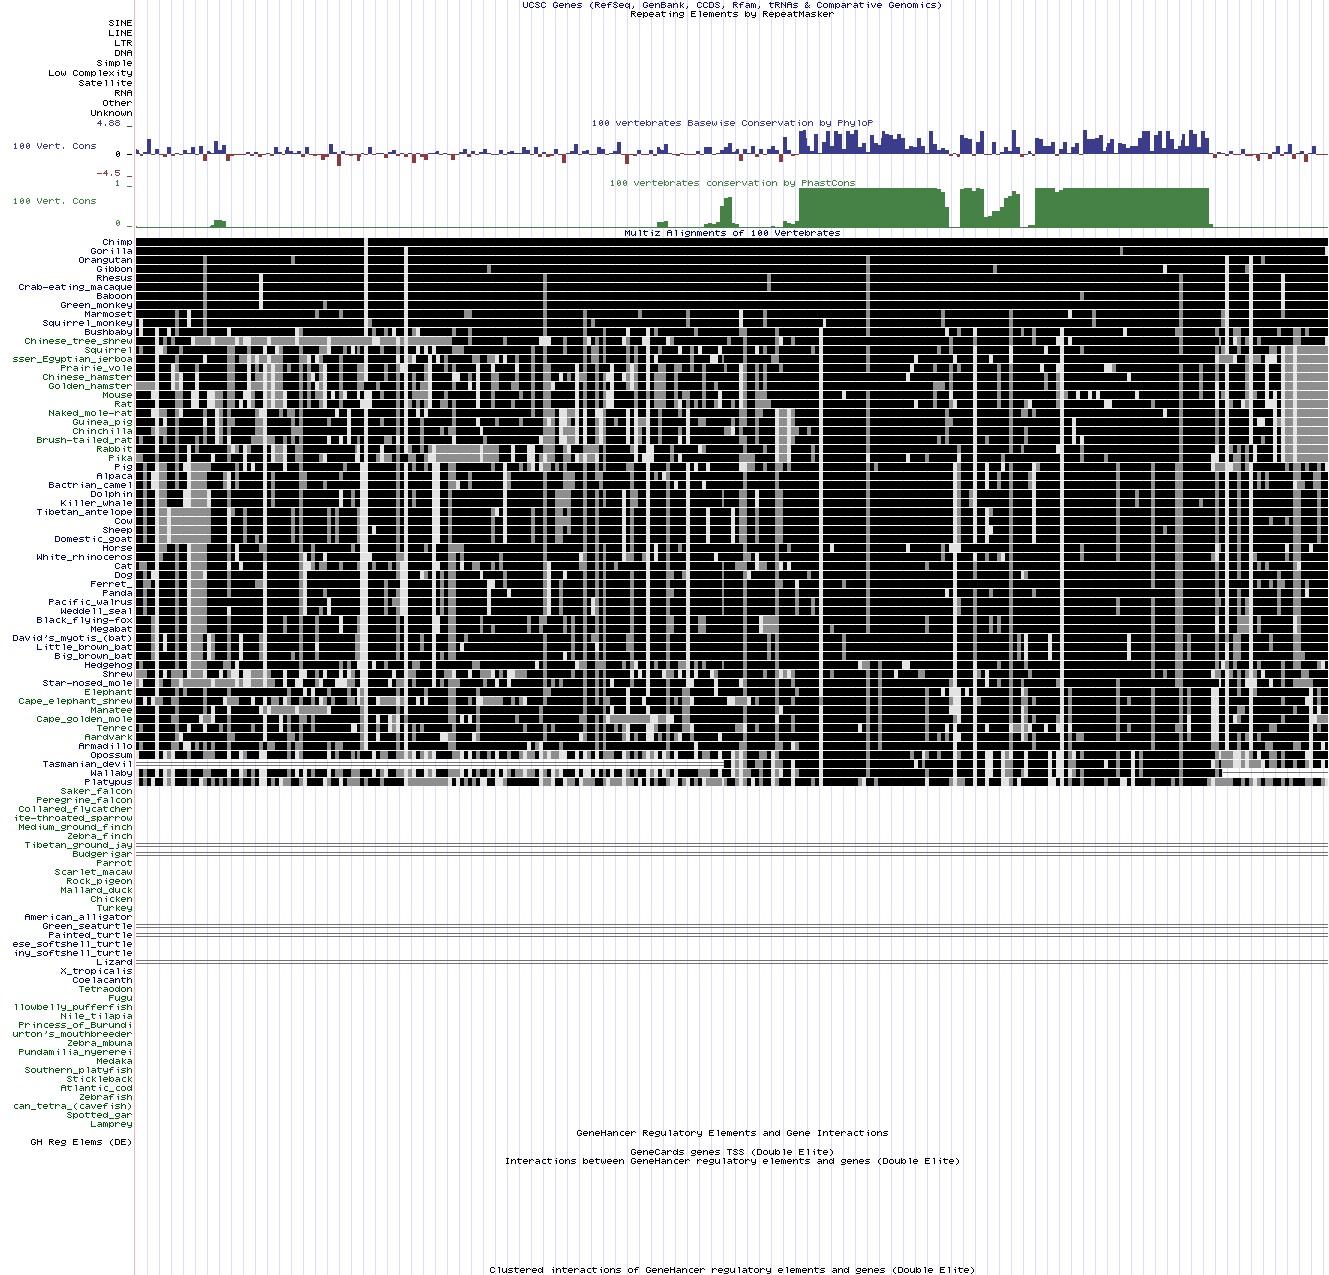 UCSC Genes (RefSeq, GenBank, CCDS, Rfam, tRNAs & Comparative Genomics)
Repeating Elements by RepeatMasker
SINE
LINE
LTR
DNA
Simple
Low Complexity
Satellite
RNA
Other
Unknown
100 vertebrates Basewise Conservation by PhyloP
4.88 _
100 Vert. Cons
0 _
-4.5 _
100 vertebrates conservation by PhastCons
1 _
100 Vert. Cons
0 _
Multiz Alignments of 100 Vertebrates
Chimp
Gorilla
Orangutan
Gibbon
Rhesus
Crab-eating_macaque
Baboon
Green_monkey
Marmoset
Squirrel_monkey
Bushbaby
Chinese_tree_shrew
Squirrel
sser_Egyptian_jerboa
Prairie_vole
Chinese_hamster
Golden_hamster
Mouse
Rat
Naked_mole-rat
Guinea_pig
Chinchilla
Brush-tailed_rat
Rabbit
Pika
Pig
Alpaca
Bactrian_camel
Dolphin
Killer_whale
Tibetan_antelope
Cow
Sheep
Domestic_goat
Horse
White_rhinoceros
Cat
Dog
Ferret_
Panda
Pacific_walrus
Weddell_seal
Black_flying-fox
Megabat
David's_myotis_(bat)
Little_brown_bat
Big_brown_bat
Hedgehog
Shrew
Star-nosed_mole
Elephant
Cape_elephant_shrew
Manatee
Cape_golden_mole
Tenrec
Aardvark
Armadillo
Opossum
Tasmanian_devil
Wallaby
Platypus
Saker_falcon
Peregrine_falcon
Collared_flycatcher
ite-throated_sparrow
Medium_ground_finch
Zebra_finch
Tibetan_ground_jay
Budgerigar
Parrot
Scarlet_macaw
Rock_pigeon
Mallard_duck
Chicken
Turkey
American_alligator
Green_seaturtle
Painted_turtle
ese_softshell_turtle
iny_softshell_turtle
Lizard
X_tropicalis
Coelacanth
Tetraodon
Fugu
llowbelly_pufferfish
Nile_tilapia
Princess_of_Burundi
urton's_mouthbreeder
Zebra_mbuna
Pundamilia_nyererei
Medaka
Southern_platyfish
Stickleback
Atlantic_cod
Zebrafish
can_tetra_(cavefish)
Spotted_gar
Lamprey
GeneHancer Regulatory Elements and Gene Interactions
GH Reg Elems (DE)
GeneCards genes TSS (Double Elite)
Interactions between GeneHancer regulatory elements and genes (Double Elite)
Clustered interactions of GeneHancer regulatory elements and genes (Double Elite)